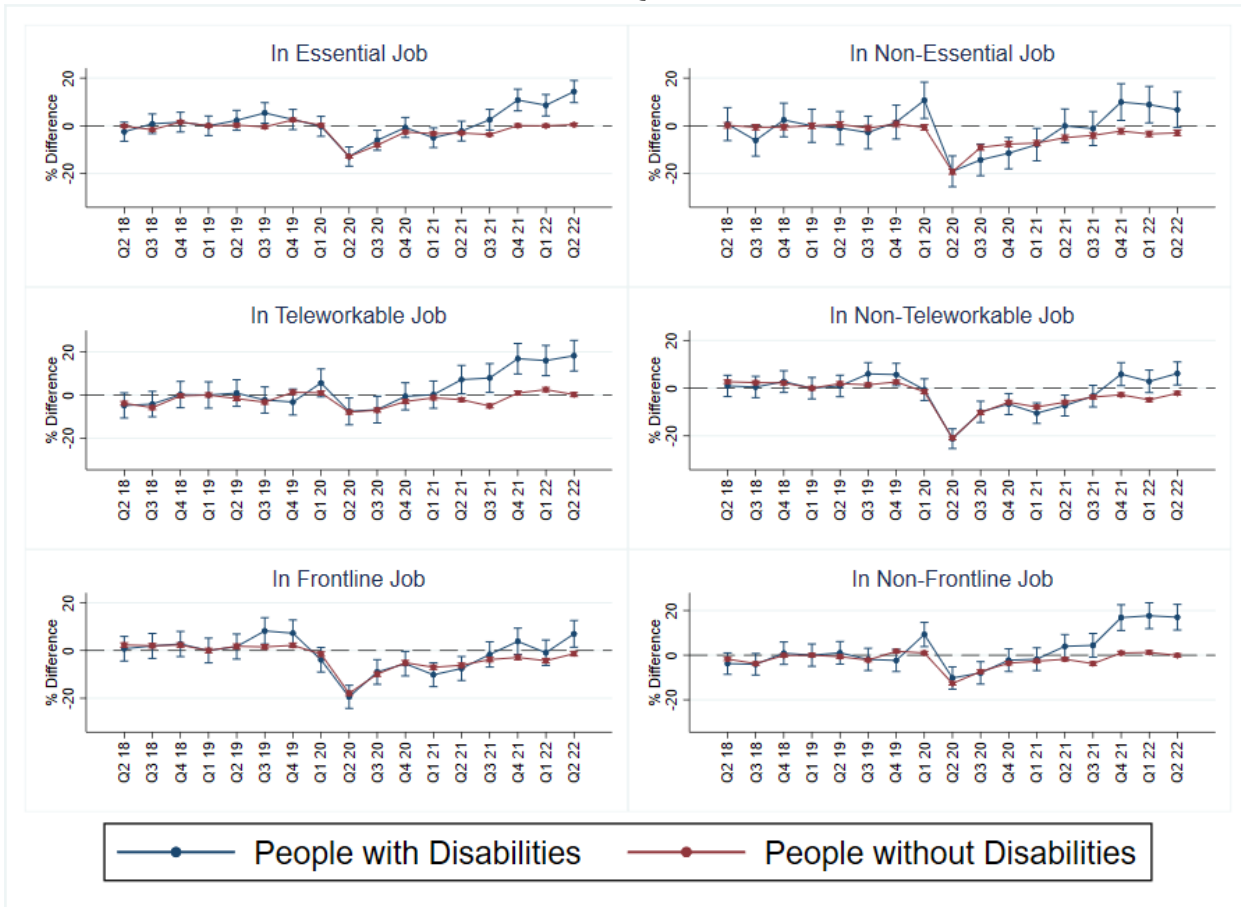 In Essential Job
% Difference
20
0
-20
Q2 18
Q3 18
Q4 18
Q1 19
Q2 19
Q3 19
Q4 19
Q1 20
Q2 20
Q3 20
Q4 20
Q1 21
Q2 21
Q3 21
Q4 21
Q1 22
Q2 22
In Non-Essential Job
% Difference
20
0
-20
Q2 18
Q3 18
Q4 18
Q1 19
Q2 19
Q3 19
Q4 19
Q1 20
Q2 20
Q3 20
Q4 20
Q1 21
Q2 21
Q3 21
Q4 21
Q1 22
Q2 22
In Teleworkable Job
% Difference
20
0
-20
Q2 18
Q3 18
Q4 18
Q1 19
Q2 19
Q3 19
Q4 19
Q1 20
Q2 20
Q3 20
Q4 20
Q1 21
Q2 21
Q3 21
Q4 21
Q1 22
Q2 22
In Non-Teleworkable Job
% Difference
20
0
-20
Q2 18
Q3 18
Q4 18
Q1 19
Q2 19
Q3 19
Q4 19
Q1 20
Q2 20
Q3 20
Q4 20
Q1 21
Q2 21
Q3 21
Q4 21
Q1 22
Q2 22
In Frontline Job
% Difference
20
0
-20
Q2 18
Q3 18
Q4 18
Q1 19
Q2 19
Q3 19
Q4 19
Q1 20
Q2 20
Q3 20
Q4 20
Q1 21
Q2 21
Q3 21
Q4 21
Q1 22
Q2 22
In Non-Frontline Job
% Difference
20
0
-20
Q2 18
Q3 18
Q4 18
Q1 19
Q2 19
Q3 19
Q4 19
Q1 20
Q2 20
Q3 20
Q4 20
Q1 21
Q2 21
Q3 21
Q4 21
Q1 22
Q2 22
People with Disabilities
People without Disabilities